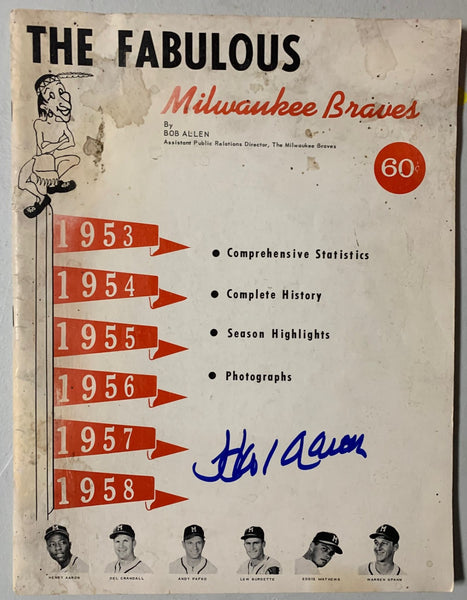 THE FABULOUS
Milwaukee Braves
By
BOB ALLEN
Assistant Public Relations Director, The Milwaukee Braves
60¢
1953
1954
1955
1956
1957
1958
• Comprehensive Statistics
• Complete History
• Season Highlights
• Photographs
Hank Aaron
M M M M M M
HENRY AARON DEL CRANDALL ANDY PAFKO LEW BURDETTE EDDIE MATHEWS WARREN SPAHN